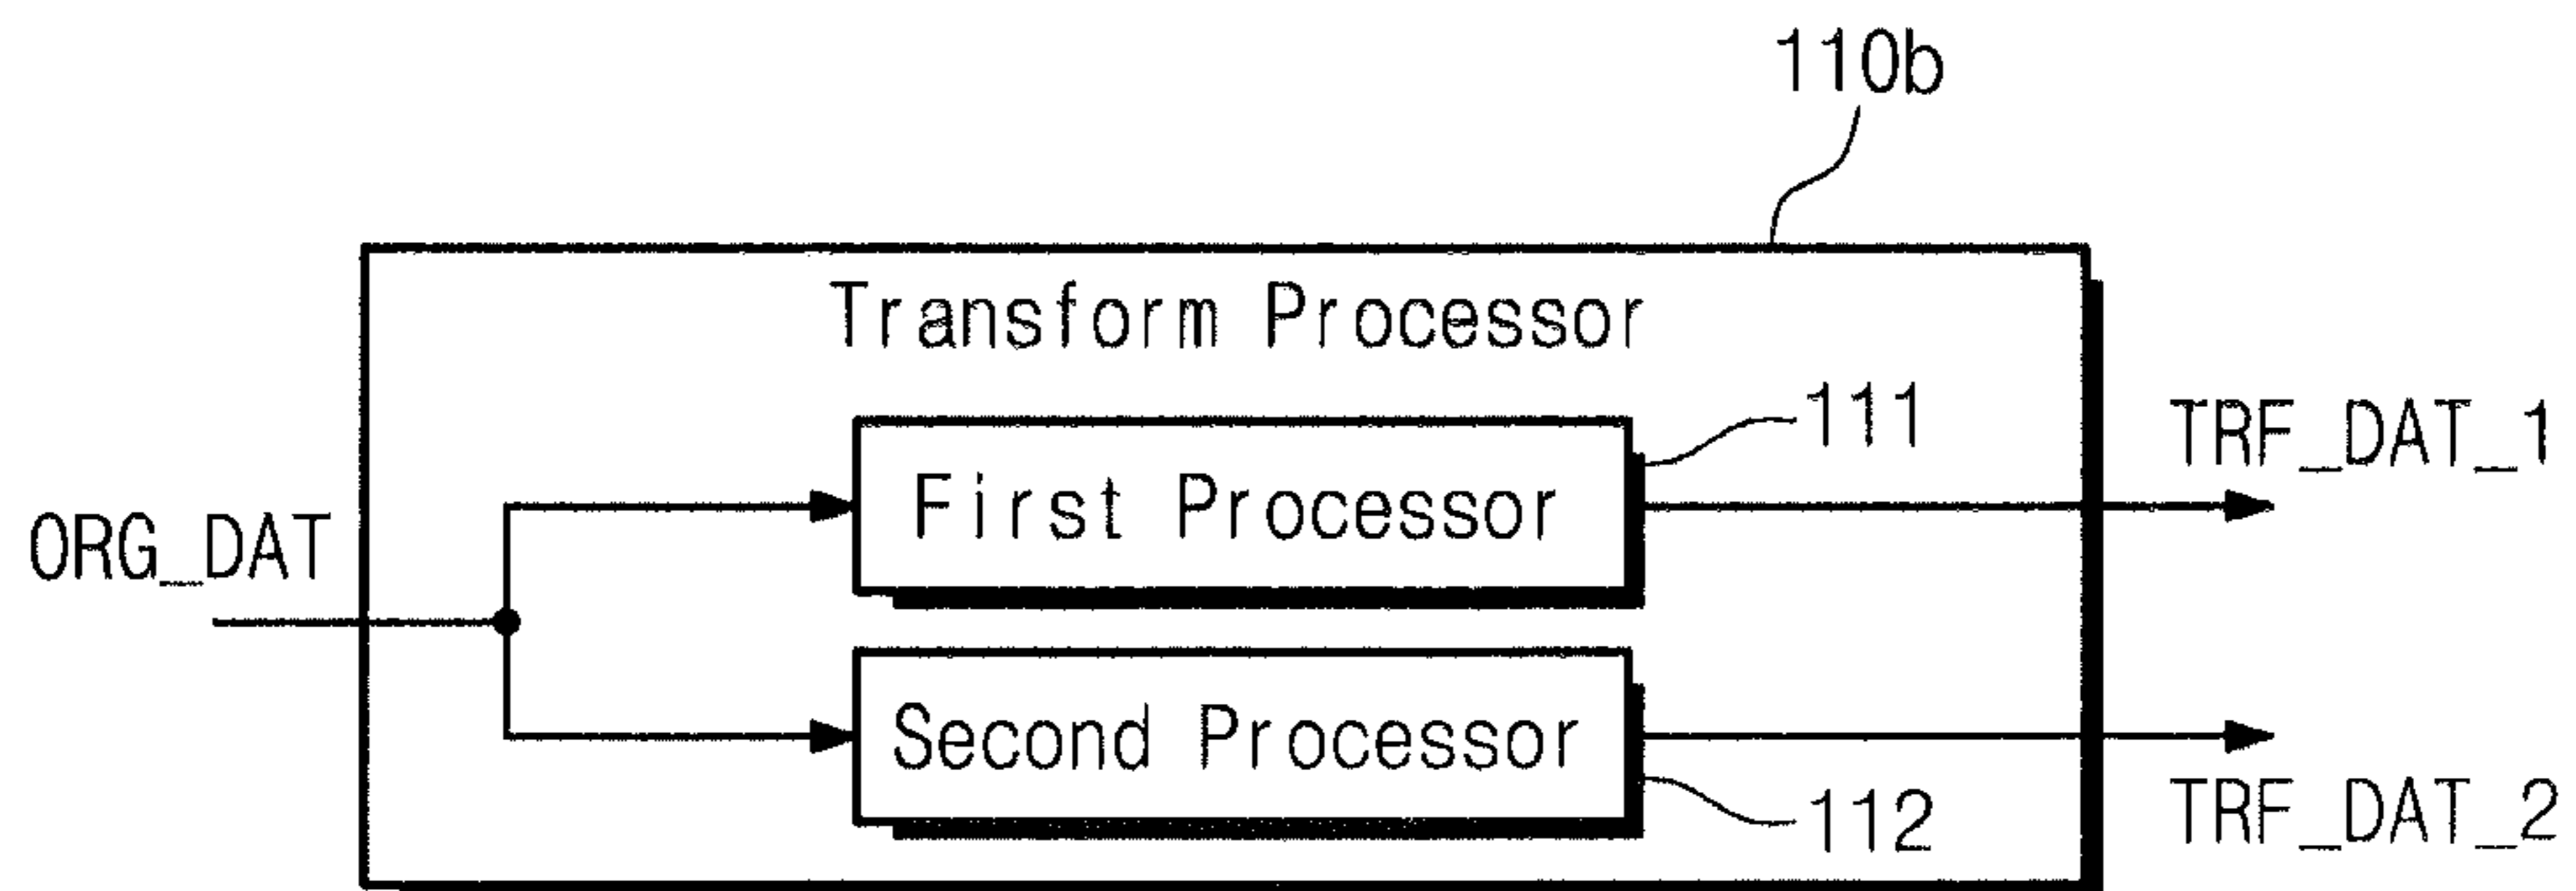 110b
Transform Processor
111
TRF_DAT_1
First Processor
ORG_DAT
Second Processor
112
TRF_DAT_2